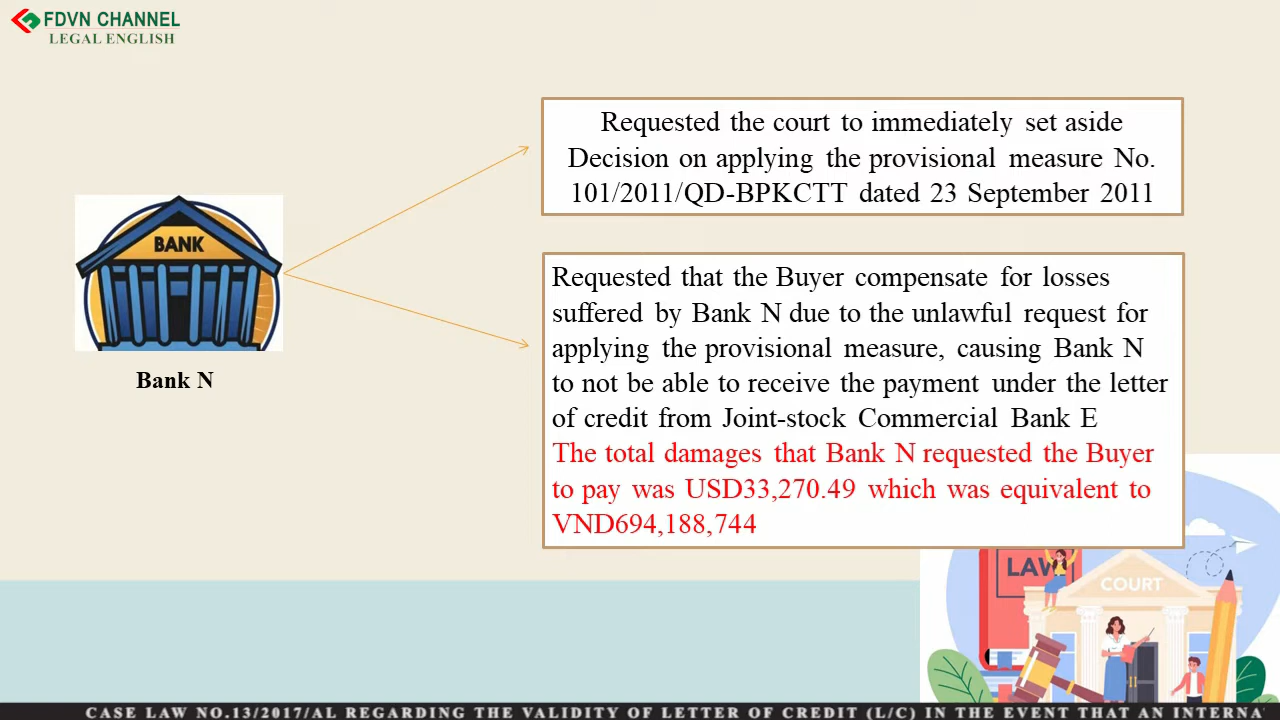 FDVN CHANNEL
LEGAL ENGLISH
Requested the court to immediately set aside
Decision on applying the provisional measure No.
101/2011/QD-BPKCTT dated 23 September 2011
BANK
Bank N
Requested that the Buyer compensate for losses
suffered by Bank N due to the unlawful request for
applying the provisional measure, causing Bank N
to not be able to receive the payment under the letter
of credit from Joint-stock Commercial Bank E
The total damages that Bank N requested the Buyer
to pay was USD33,270.49 which was equivalent to
VND694,188,744
LAW
COURT
CASE LAW NO.13/2017/AL REGARDING THE VALIDITY OF LETTER OF CREDIT (L/C) IN THE EVENT THAT AN INTERNA